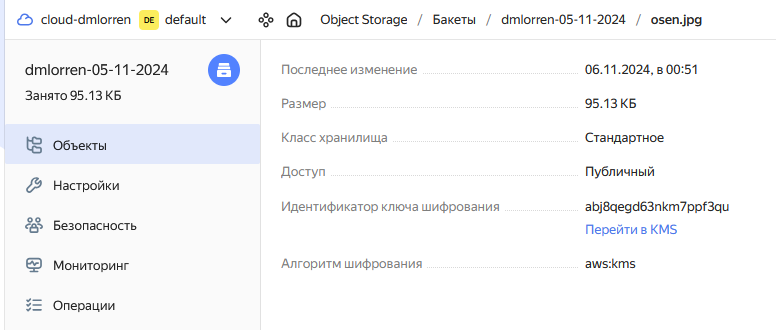 cloud-dmlorren DE default Object Storage / Бакеты / dmlorren-05-11-2024 / osen.jpg
dmlorren-05-11-2024
Занято 95.13 КБ
Объекты
Настройки
Безопасность
Мониторинг
Операции
Последнее изменение 06.11.2024, в 00:51
Размер 95.13 КБ
Класс хранилища Стандартное
Доступ Публичный
Идентификатор ключа шифрования abj8qegd63nkm7ppf3qu
Перейти в KMS
Алгоритм шифрования aws:kms